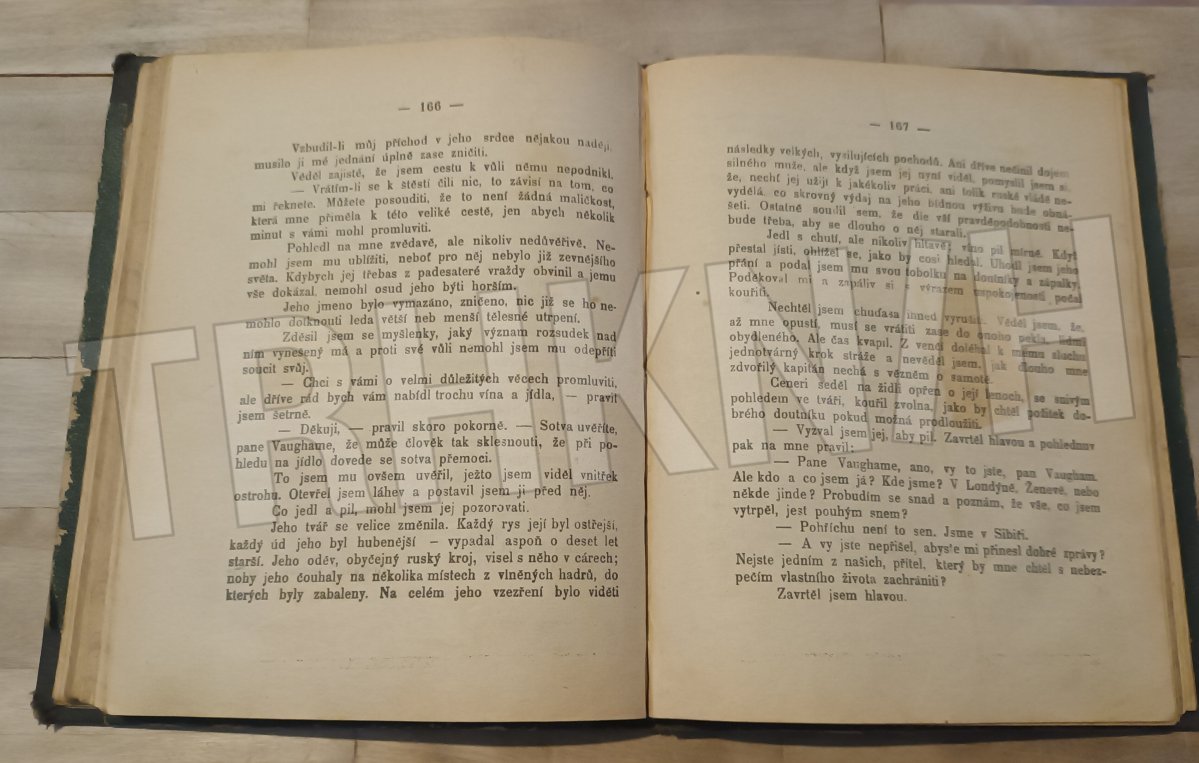 — 166 —
Vzbudil-li můj příchod v jeho srdce nějakou naději,
musilo ji mé jednání úplně zase zničiti.
Věděl zajisté, že jsem cestu k vůli němu nepodnikl.
— Vrátím-li se k štěstí čili nic, to závisí na tom, co
mi řeknete. Můžete posouditi, že to není žádná maličkost,
která mne přiměla k této veliké cestě, jen abych několik
minut s vámi mohl promluviti.
Pohledl na mne zvědavě, ale nikoliv nedůvěřivě. Ne-
mohl jsem mu ublížiti, neboť pro něj nebylo již zevnějšího
světa. Kdybych jej třebas z padesateré vraždy obvinil a jemu
vše dokázal, nemohl osud jeho býti horším.
Jeho jmeno bylo vymazáno, zničeno, nic již se ho ne-
mohlo dotknouti leda větší neb menší tělesné utrpení.
Zděsil jsem se myšlenky, jaký význam rozsudek nad
ním vynešený má a proti své vůli nemohl jsem mu odepříti
soucit svůj.
— Chci s vámi o velmi důležitých věcech promluviti,
ale dříve rád bych vám nabídl trochu vína a jídla, — pravil
jsem šetrně.
— Děkuji, — pravil skoro pokorně. — Sotva uvěříte,
pane Vaughame, že může člověk tak sklesnouti, že při po-
hledu na jídlo dovede se sotva přemoci.
To jsem mu ovšem uvěřil, ježto jsem viděl vnitřek
ostrohu. Otevřel jsem láhev a postavil jsem ji před něj.
Co jedl a pil, mohl jsem jej pozorovati.
Jeho tvář se velice změnila. Každý rys její byl ostřejší,
každý úd jeho byl hubenější – vypadal aspoň o deset let
starší. Jeho oděv, obyčejný ruský kroj, visel s něho v cárech;
nohy jeho čouhaly na několika místech z vlněných hadrů, do
kterých byly zabaleny. Na celém jeho vzezření bylo viděti
— 167 —
následky velkých, vysilujících pochodů. Ani dříve nečinil dojem
silného muže, ale když jsem jej nyní viděl, pomyslil jsem si,
že, nechť jej užijí k jakékoliv práci, ani tolik ruské vládě ne-
vydělá, co skrovný výdaj na jeho bídnou výživu bude obná-
šeti. Ostatně soudil sem, že dle vší pravděpodobnosti ne-
bude třeba, aby se dlouho o něj starali.
Jedl s chutí, ale nikoliv hltavě; víno pil mírně. Když
přestal jísti, ohlížel se, jako by cosi hledal. Uhodl jsem jeho
přání a podal jsem mu svou tobolku na doutníky a zápalky.
Poděkoval mi a zapáliv si s výrazem uspokojenosti počal
kouřiti.
Nechtěl jsem chuďasa ihned vyrušiti. Věděl jsem, že,
až mne opustí, musí se vrátiti zase do onoho pekla, lidmi
obydleného. Ale čas kvapil. Z venčí doléhal k mému sluchu
jednotvárný krok stráže a nevěděl jsem, jak dlouho mne
zdvořilý kapitán nechá s vězněm o samotě.
Ceneri seděl na židli opřen o její lenoch, se snivým
pohledem ve tváři, kouřil zvolna, jako by chtěl požitek do-
brého doutníku pokud možná prodloužiti.
— Vyzval jsem jej, aby pil. Zavrtěl hlavou a pohlednuv
pak na mne pravil:
— Pane Vaughame, ano, vy to jste, pan Vaugham.
Ale kdo a co jsem já? Kde jsme? V Londýně, Ženevě, nebo
někde jinde? Probudím se snad a poznám, že vše, co jsem
vytrpěl, jest pouhým snem?
— Pohříchu není to sen. Jsme v Sibiři.
— A vy jste nepřišel, abyste mi přinesl dobré zprávy?
Nejste jedním z našich, přítel, který by mne chtěl s nebez-
pečím vlastního života zachrániti?
Zavrtěl jsem hlavou.
TRHKNIH